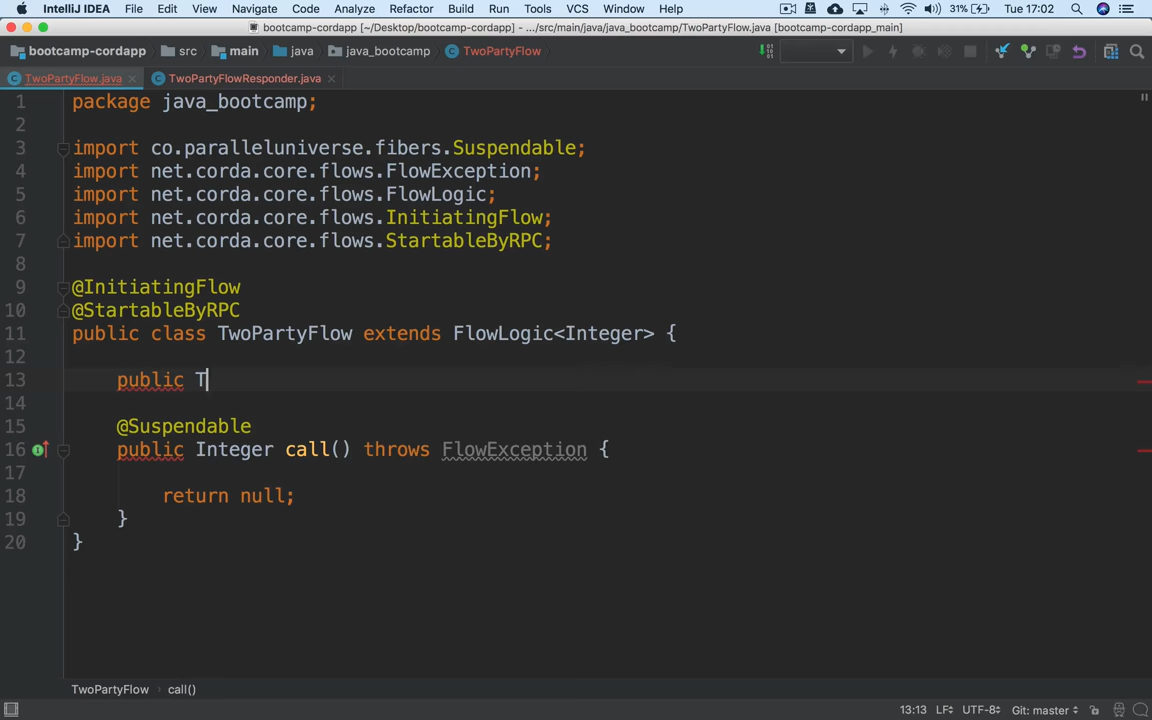 IntelliJ IDEA File Edit View Navigate Code Analyze Refactor Build Run Tools VCS Window Help 31% Tue 17:02
bootcamp-cordapp [~/Desktop/bootcamp-cordapp] - .../src/main/java/java_bootcamp/TwoPartyFlow.java [bootcamp-cordapp_main]
bootcamp-cordapp src main java java_bootcamp TwoPartyFlow
TwoPartyFlow.java TwoPartyFlowResponder.java
1 package java_bootcamp;
2
3 import co.paralleluniverse.fibers.Suspendable;
4 import net.corda.core.flows.FlowException;
5 import net.corda.core.flows.FlowLogic;
6 import net.corda.core.flows.InitiatingFlow;
7 import net.corda.core.flows.StartableByRPC;
8
9 @InitiatingFlow
10 @StartableByRPC
11 public class TwoPartyFlow extends FlowLogic<Integer> {
12
13 public T
14
15 @Suspendable
16 public Integer call() throws FlowException {
17
18 return null;
19 }
20 }
TwoPartyFlow call()
13:13 LF UTF-8 Git: master